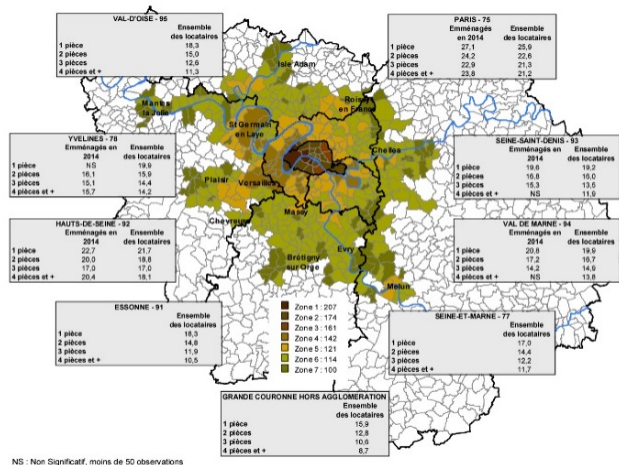 VAL-D'OISE - 95
Ensemble
des locataires
1 pièce 18,3
2 pièces 15,0
3 pièces 12,6
4 pièces et + 11,3
PARIS - 75
Emménagés en 2014 Ensemble des locataires
1 pièce 27,1 25,9
2 pièces 24,2 22,6
3 pièces 22,9 21,3
4 pièces et + 23,8 21,2
Isle Adam
Mantes la Jolie
Roissy en France
St Germain en Laye
Chelles
Plaisir
Versailles
Massy
Chevreuse
Evry
Brétigny sur Orge
Melun
YVELINES - 78
Emménagés en 2014 Ensemble des locataires
1 pièce NS 19,9
2 pièces 16,1 15,9
3 pièces 15,1 14,4
4 pièces et + 15,7 14,2
SEINE-SAINT-DENIS - 93
Emménagés en 2014 Ensemble des locataires
1 pièce 19,6 19,2
2 pièces 16,8 16,0
3 pièces 15,3 13,5
4 pièces et + NS 11,9
HAUTS-DE-SEINE - 92
Emménagés en 2014 Ensemble des locataires
1 pièce 22,7 21,7
2 pièces 20,0 18,8
3 pièces 17,0 17,0
4 pièces et + 20,4 18,1
VAL DE MARNE - 94
Emménagés en 2014 Ensemble des locataires
1 pièce 20,8 19,9
2 pièces 17,2 16,7
3 pièces 14,2 14,9
4 pièces et + NS 13,8
ESSONNE - 91
Ensemble
des locataires
1 pièce 18,3
2 pièces 14,8
3 pièces 11,9
4 pièces et + 10,5
Zone 1 : 207
Zone 2 : 174
Zone 3 : 161
Zone 4 : 142
Zone 5 : 121
Zone 6 : 114
Zone 7 : 100
SEINE-ET-MARNE - 77
Ensemble
des locataires
1 pièce 17,0
2 pièces 14,4
3 pièces 12,2
4 pièces et + 11,7
GRANDE COURONNE HORS AGGLOMERATION
Ensemble
des locataires
1 pièce 15,9
2 pièces 12,8
3 pièces 10,6
4 pièces et + 8,7
NS : Non Significatif, moins de 50 observations